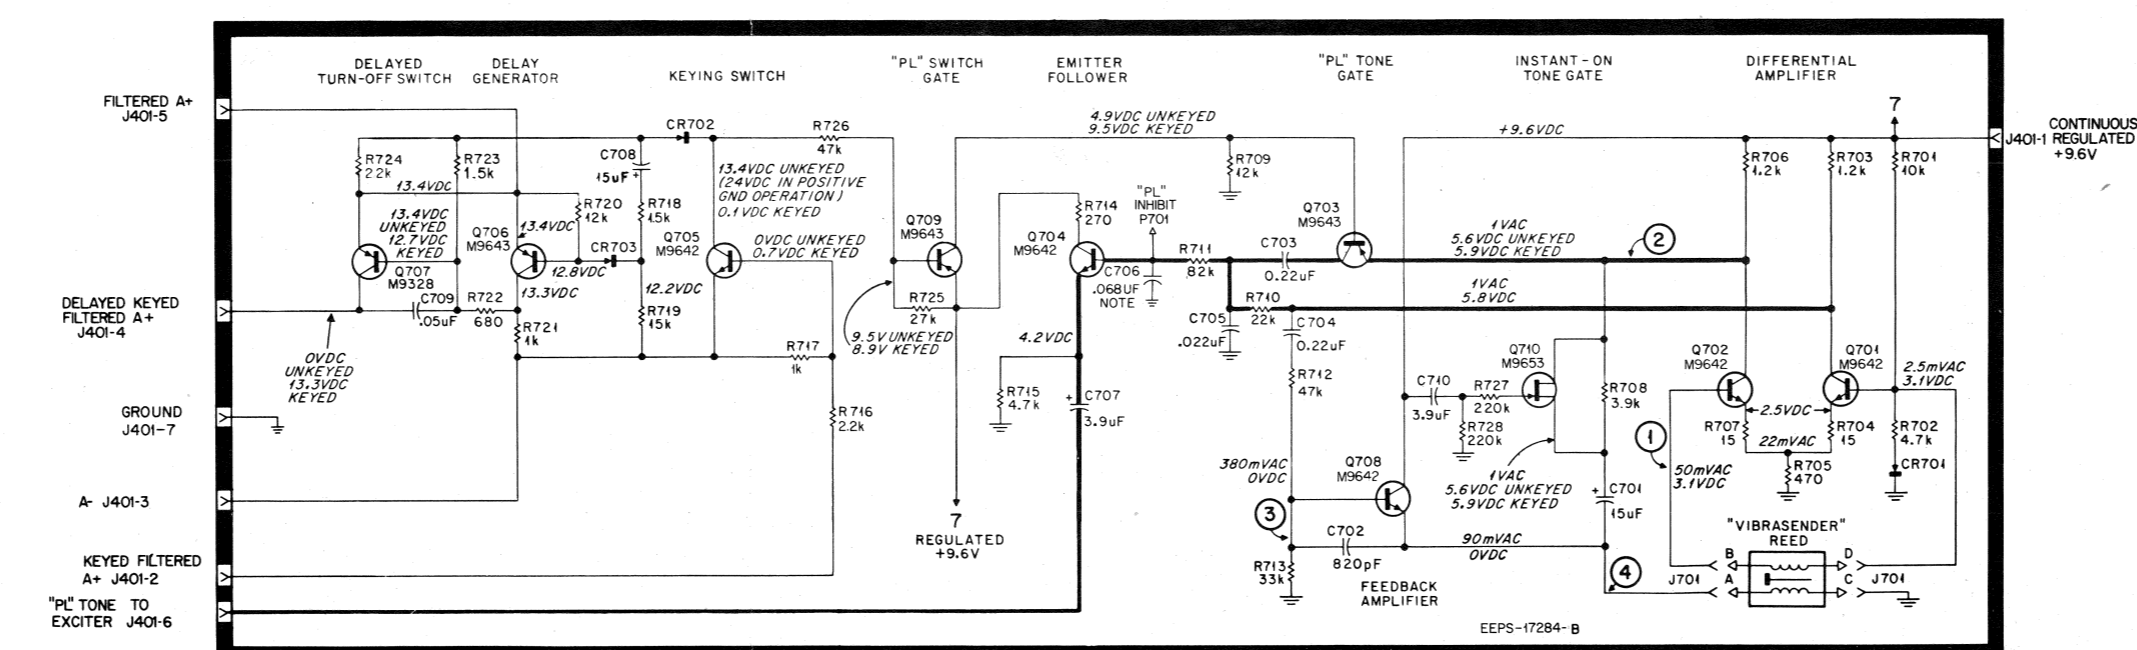 DELAYED
TURN-OFF SWITCH
DELAY
GENERATOR
KEYING SWITCH
"PL" SWITCH
GATE
EMITTER
FOLLOWER
"PL" TONE
GATE
INSTANT-ON
TONE GATE
DIFFERENTIAL
AMPLIFIER
FILTERED A+
J401-5
DELAYED KEYED
FILTERED A+
J401-4
GROUND
J401-7
A- J401-3
KEYED FILTERED
A+ J401-2
"PL" TONE TO
EXCITER J401-6
R724
22k
R723
1.5k
13.4VDC
13.4VDC
UNKEYED
12.7VDC
KEYED
Q707
M9328
C709
.05uF
R722
680
0VDC
UNKEYED
13.3VDC
KEYED
Q706
M9643
13.4VDC
12.8VDC
13.3VDC
R721
1k
R720
12k
CR703
C708
15uF +
R718
1.5k
12.2VDC
R719
15k
CR702
Q705
M9642
13.4VDC UNKEYED
(24VDC IN POSITIVE
GND OPERATION)
0.1VDC KEYED
0VDC UNKEYED
0.7VDC KEYED
R717
1k
R716
2.2k
R726
47k
Q709
M9643
R725
27k
9.5V UNKEYED
8.9V KEYED
7
REGULATED
+9.6V
4.9VDC UNKEYED
9.5VDC KEYED
R714
270
Q704
M9642
4.2VDC
R715
4.7k
+ C707
3.9uF
"PL"
INHIBIT
P701
C706
.068UF
NOTE
R711
82k
R709
12k
C703
0.22uF
Q703
M9643
R710
22k
C705
.022uF
C704
0.22uF
R712
47k
380mVAC
0VDC
3
R713
33k
C702
820pF
Q708
M9642
FEEDBACK
AMPLIFIER
90mVAC
0VDC
+9.6VDC
1VAC
5.6VDC UNKEYED
5.9VDC KEYED
2
1VAC
5.8VDC
C710
3.9uF
R727
220k
R728
220k
Q710
M9653
1VAC
5.6VDC UNKEYED
5.9VDC KEYED
R708
3.9k
+ C701
15uF
4
R706
1.2k
R703
1.2k
7
R701
10k
J401-1
CONTINUOUS
REGULATED
+9.6V
Q702
M9642
Q701
M9642
2.5mVAC
3.1VDC
2.5VDC
R707
15
22mVAC
R704
15
R705
470
R702
4.7k
CR701
1
50mVAC
3.1VDC
"VIBRASENDER"
REED
B
D
J701
A
C
J701
EEPS-17284-B